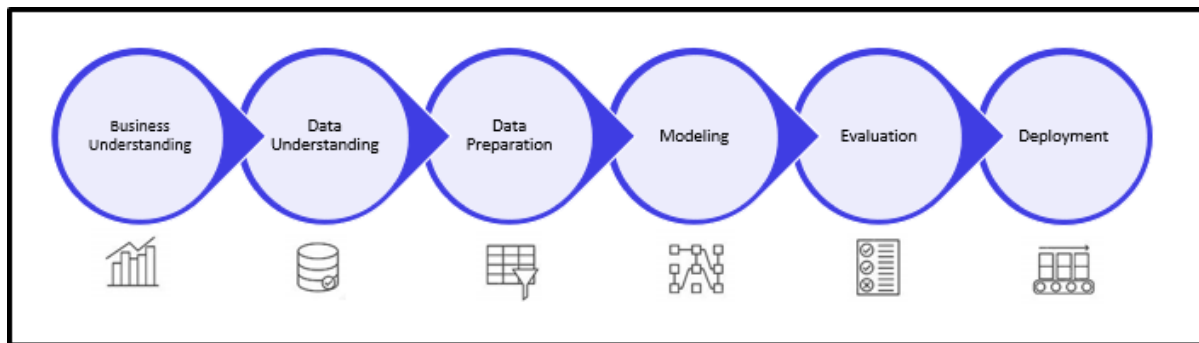 Business
Understanding
Data
Understanding
Data
Preparation
Modeling
Evaluation
Deployment